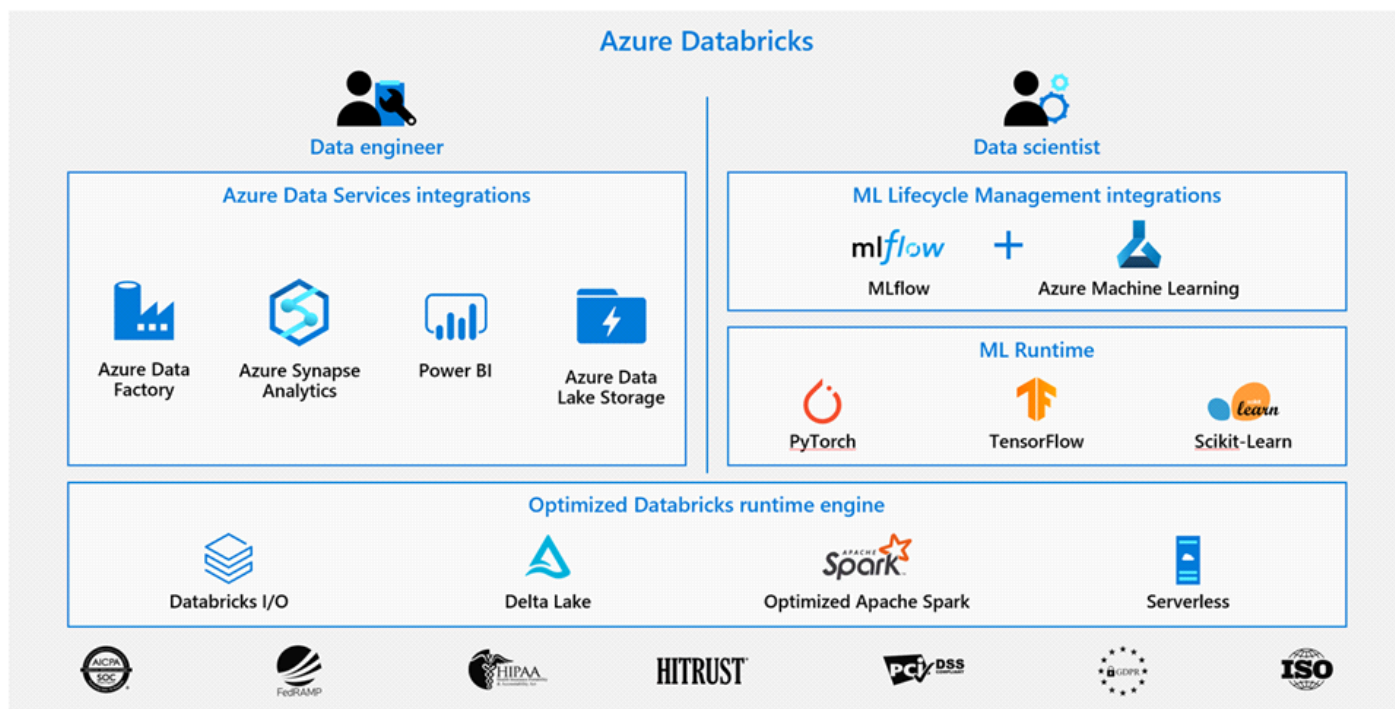 Azure Databricks
Data engineer
Data scientist
Azure Data Services integrations
Azure Data
Factory
Azure Synapse
Analytics
Power BI
Azure Data
Lake Storage
ML Lifecycle Management integrations
mlflow
+
MLflow
Azure Machine Learning
ML Runtime
PyTorch
TensorFlow
scikit
learn
Scikit-Learn
Optimized Databricks runtime engine
Databricks I/O
Delta Lake
APACHE
Spark™
Optimized Apache Spark
Serverless
AICPA
SOC
FedRAMP
HIPAA
HITRUST
PCI DSS
COMPLIANT
GDPR
ISO